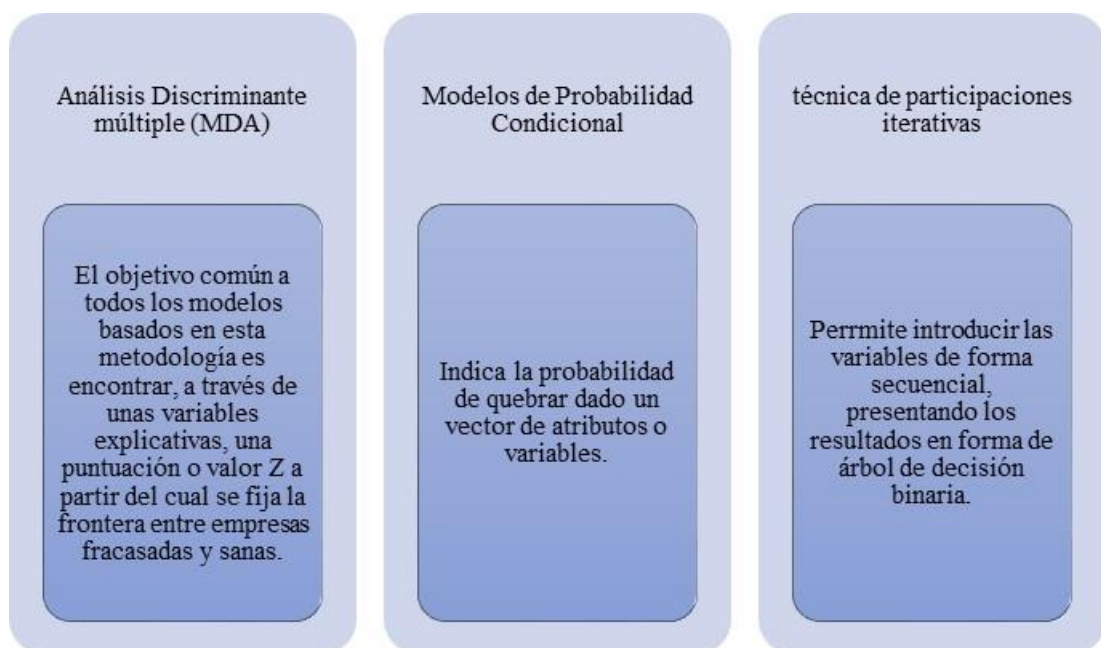 Análisis Discriminante
múltiple (MDA)
El objetivo común a
todos los modelos
basados en esta
metodología es
encontrar, a través de
unas variables
explicativas, una
puntuación o valor Z a
partir del cual se fija la
frontera entre empresas
fracasadas y sanas.
Modelos de Probabilidad
Condicional
Indica la probabilidad
de quebrar dado un
vector de atributos o
variables.
técnica de participaciones
iterativas
Perrmite introducir las
variables de forma
secuencial,
presentando los
resultados en forma de
árbol de decisión
binaria.